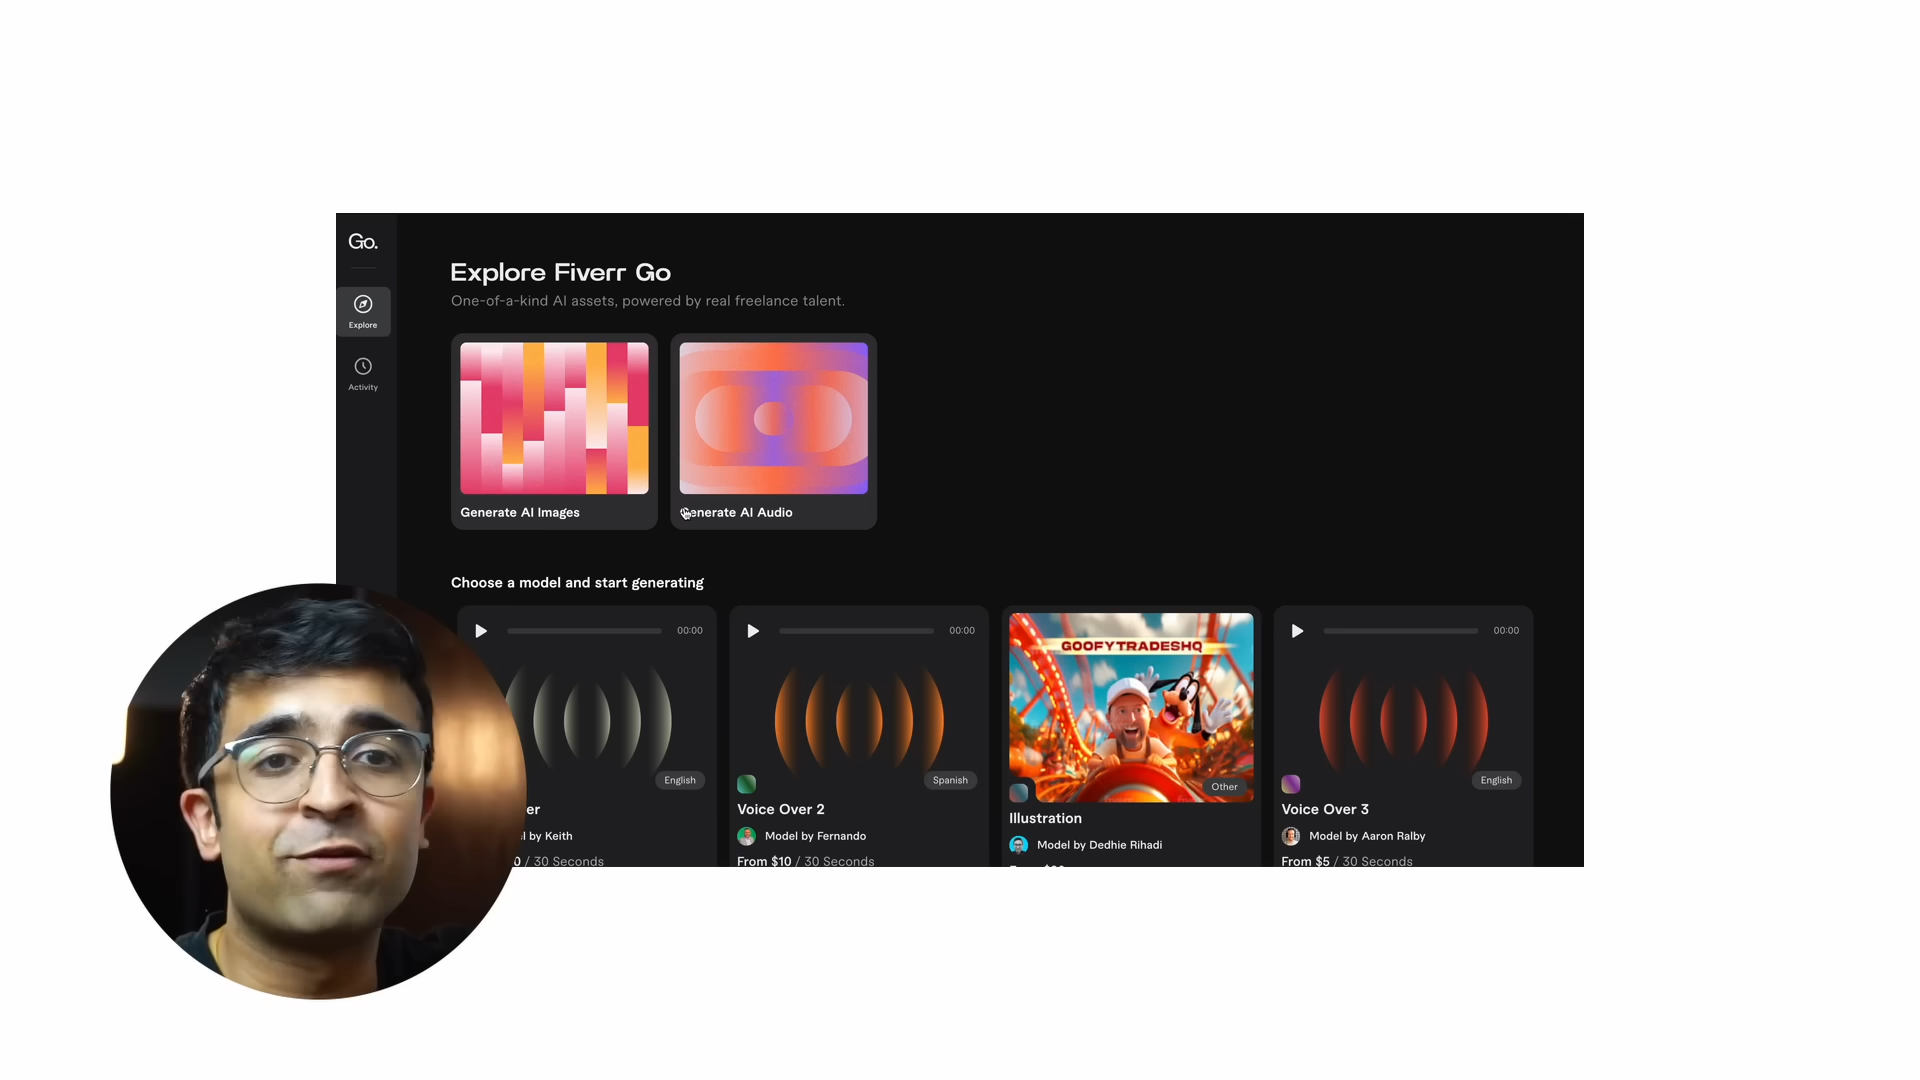 Go.
Explore
Activity
Explore Fiverr Go
One-of-a-kind AI assets, powered by real freelance talent.
Generate AI Images
Generate AI Audio
Choose a model and start generating
00:00
English
by Keith
/ 30 Seconds
00:00
Spanish
Voice Over 2
Model by Fernando
From $10 / 30 Seconds
GOOFYTRADESHQ
Other
Illustration
Model by Dedhie Rihadi
00:00
English
Voice Over 3
Model by Aaron Ralby
From $5 / 30 Seconds